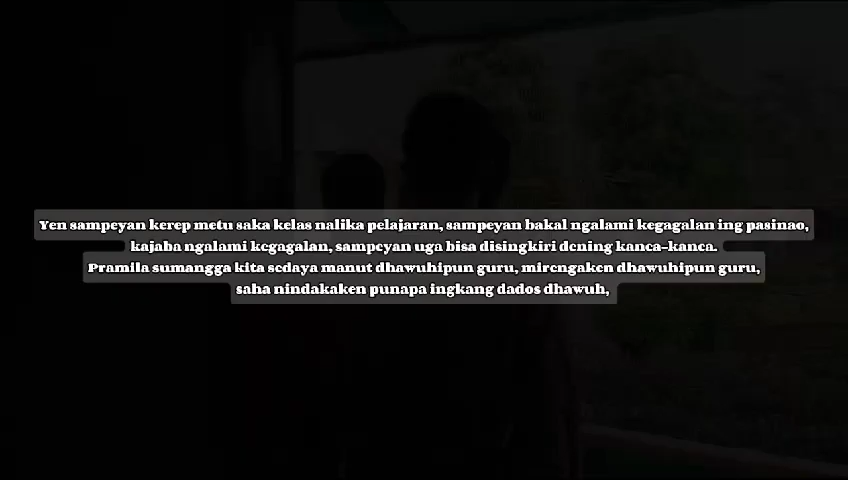 Yen sampeyan kerep metu saka kelas nalika pelajaran, sampeyan bakal ngalami kegagalan ing pasinao,
kajaba ngalami kegagalan, sampeyan uga bisa disingkiri dening kanca-kanca.
Pramila sumangga kita sedaya manut dhawuhipun guru, mirengaken dhawuhipun guru,
saha nindakaken punapa ingkang dados dhawuh,